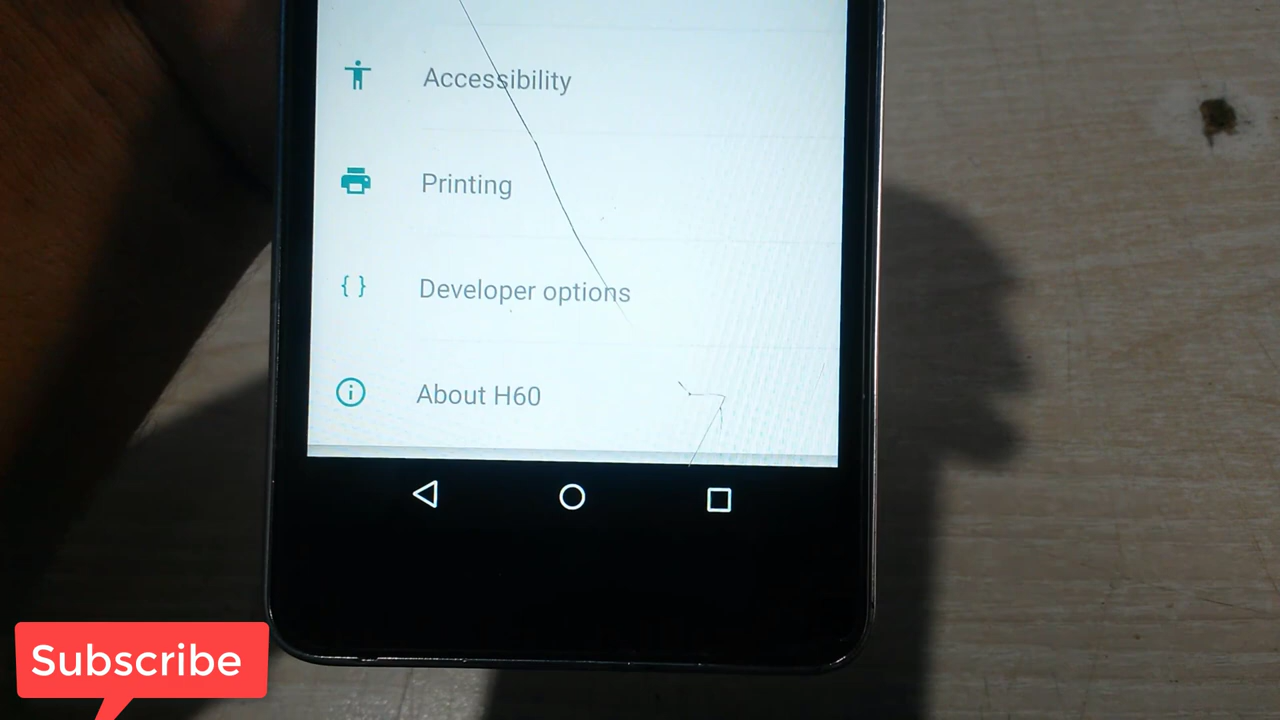 Accessibility
Printing
Developer options
About H60
Subscribe